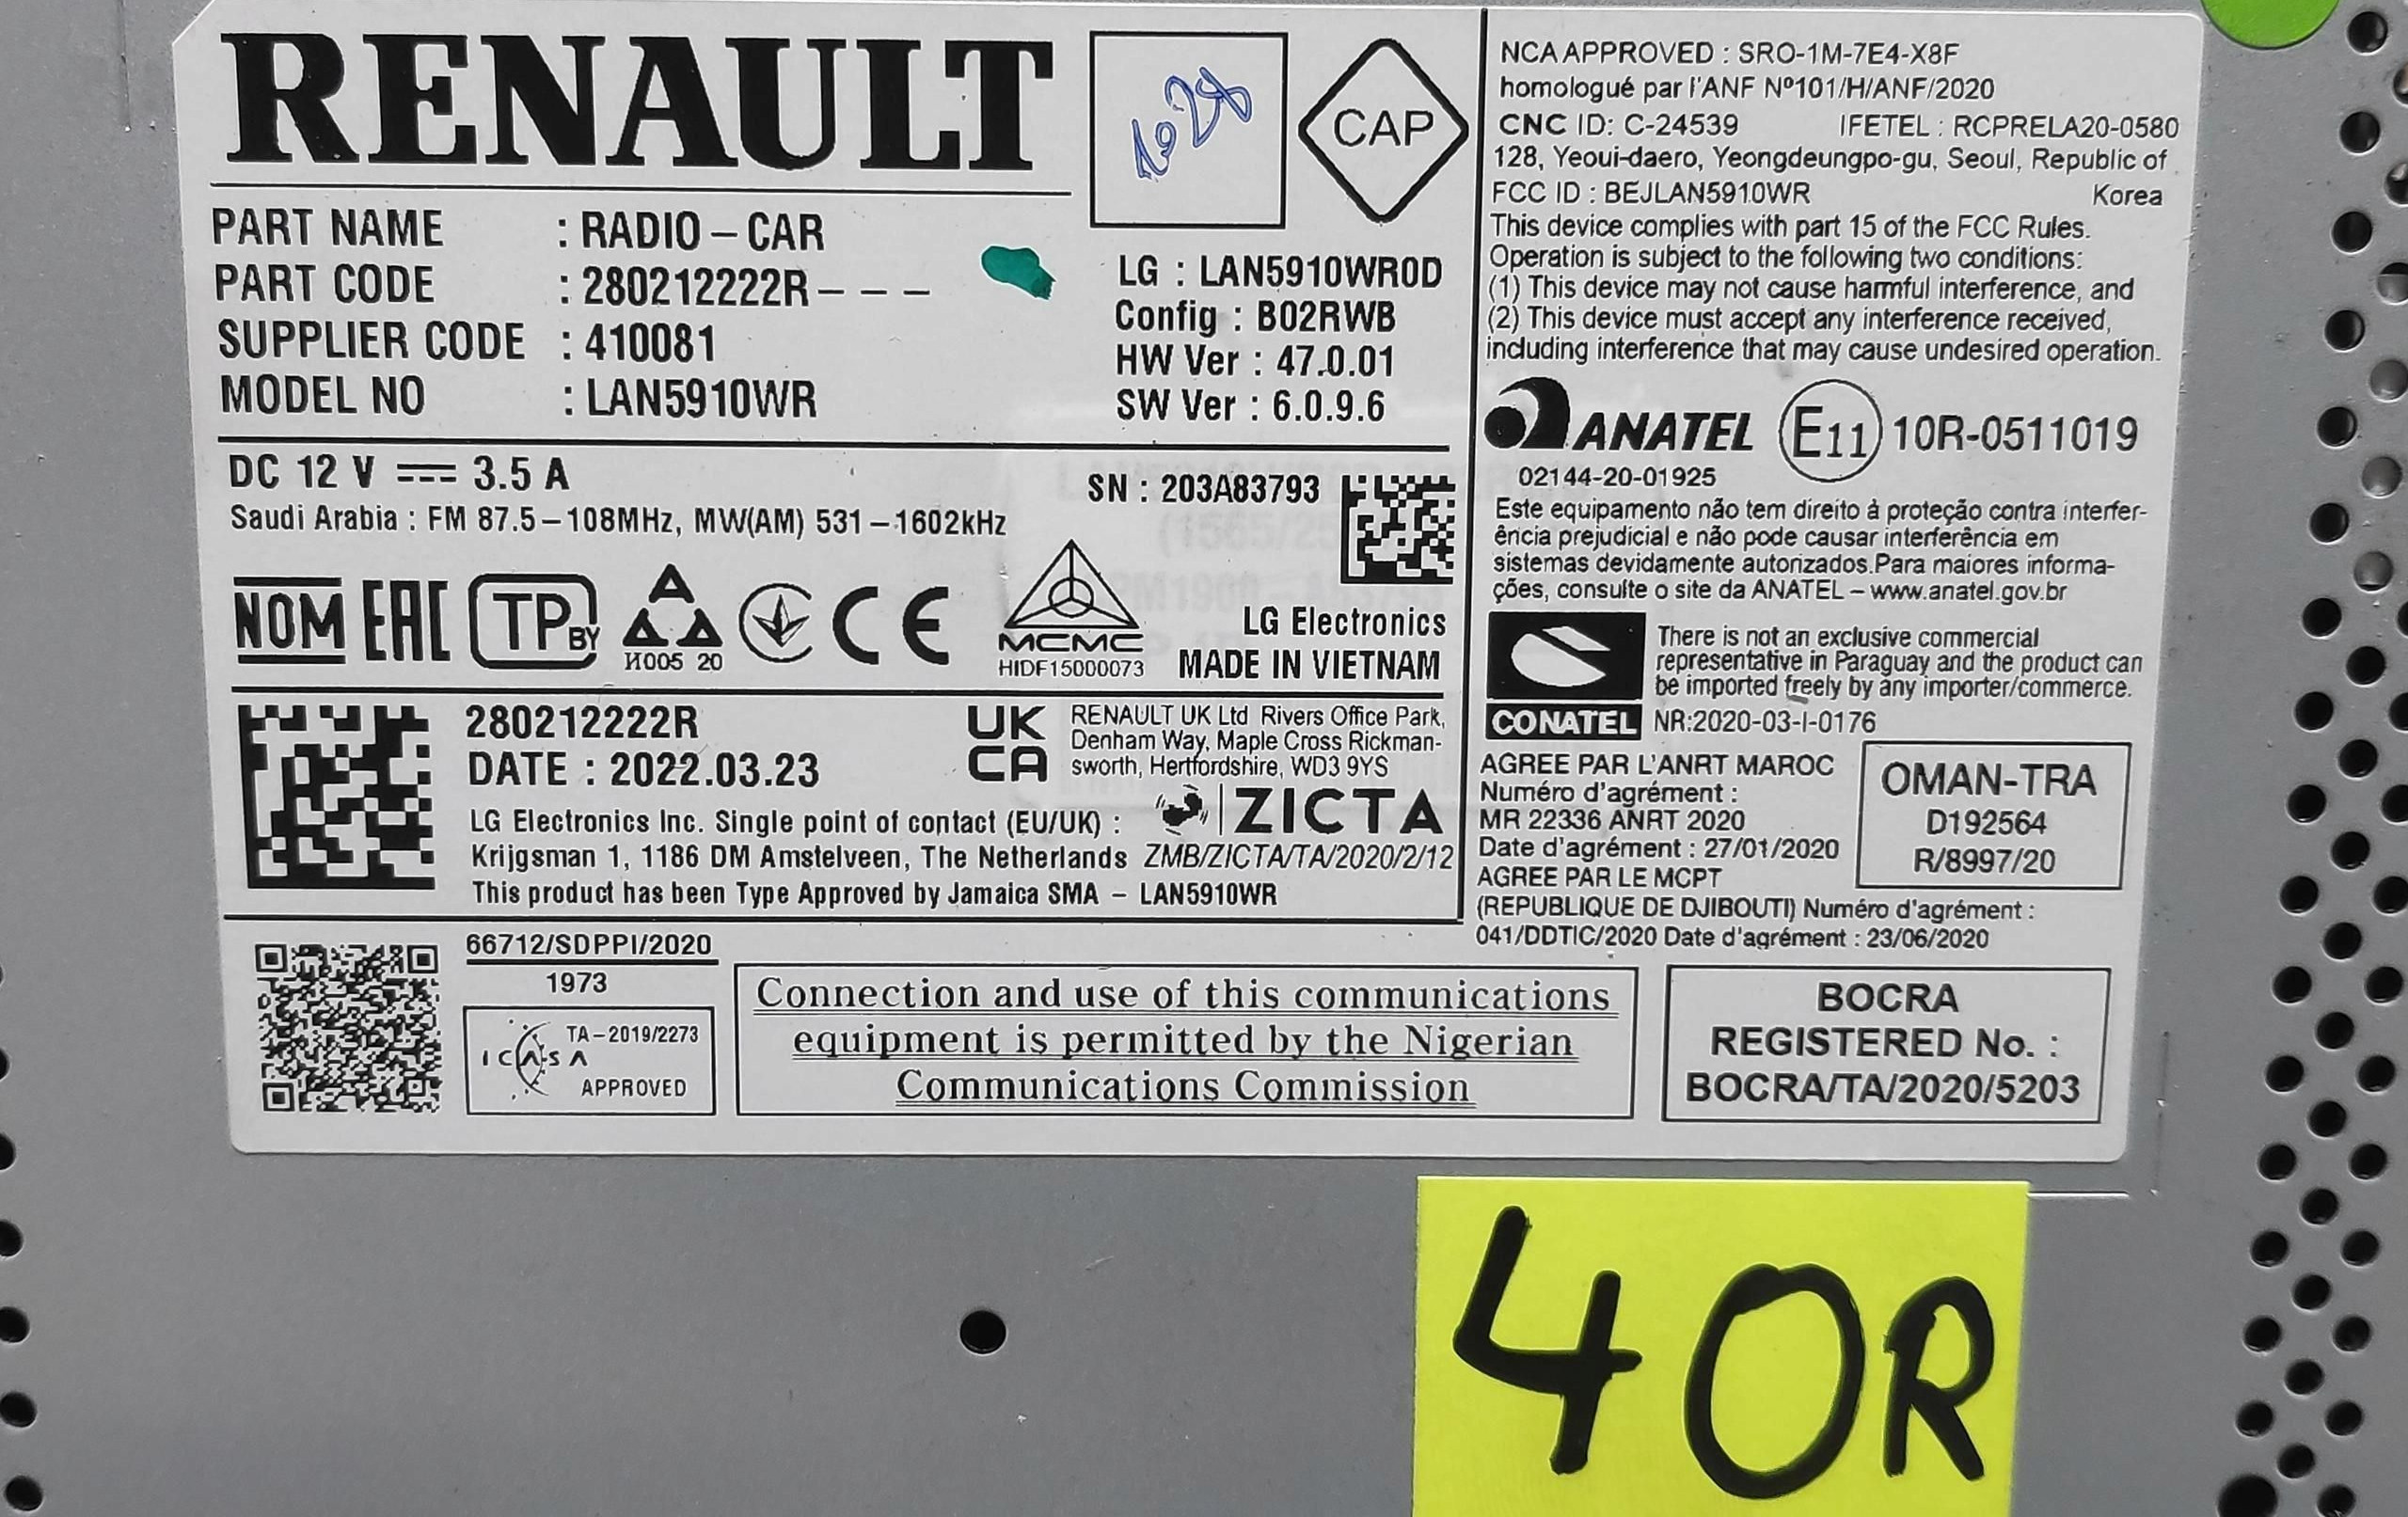 RENAULT
CAP
PART NAME : RADIO – CAR
PART CODE : 280212222R – – –
SUPPLIER CODE : 410081
MODEL NO : LAN5910WR
LG : LAN5910WR0D
Config : B02RWB
HW Ver : 47.0.01
SW Ver : 6.0.9.6
DC 12 V 3.5 A
Saudi Arabia : FM 87.5–108MHz, MW(AM) 531–1602kHz
SN : 203A83793
NOM EAC TP BY
И005 20
CE
MCMC
HIDF15000073
LG Electronics
MADE IN VIETNAM
280212222R
DATE : 2022.03.23
UK
CA
RENAULT UK Ltd Rivers Office Park,
Denham Way, Maple Cross Rickman-
sworth, Hertfordshire, WD3 9YS
ZICTA
LG Electronics Inc. Single point of contact (EU/UK) :
Krijgsman 1, 1186 DM Amstelveen, The Netherlands
ZMB/ZICTA/TA/2020/2/12
This product has been Type Approved by Jamaica SMA – LAN5910WR
NCA APPROVED : SRO-1M-7E4-X8F
homologué par l'ANF Nº101/H/ANF/2020
CNC ID: C-24539 IFETEL : RCPRELA20-0580
128, Yeoui-daero, Yeongdeungpo-gu, Seoul, Republic of
FCC ID : BEJLAN5910WR Korea
This device complies with part 15 of the FCC Rules.
Operation is subject to the following two conditions:
(1) This device may not cause harmful interference, and
(2) This device must accept any interference received,
including interference that may cause undesired operation.
ANATEL E11 10R-0511019
02144-20-01925
Este equipamento não tem direito à proteção contra interfer-
ência prejudicial e não pode causar interferência em
sistemas devidamente autorizados.Para maiores informa-
ções, consulte o site da ANATEL – www.anatel.gov.br
There is not an exclusive commercial
representative in Paraguay and the product can
be imported freely by any importer/commerce.
CONATEL NR:2020-03-I-0176
AGREE PAR L'ANRT MAROC
Numéro d'agrément :
MR 22336 ANRT 2020
Date d'agrément : 27/01/2020
AGREE PAR LE MCPT
(REPUBLIQUE DE DJIBOUTI) Numéro d'agrément :
041/DDTIC/2020 Date d'agrément : 23/06/2020
OMAN-TRA
D192564
R/8997/20
66712/SDPPI/2020
1973
TA-2019/2273
ICASA
APPROVED
Connection and use of this communications
equipment is permitted by the Nigerian
Communications Commission
BOCRA
REGISTERED No. :
BOCRA/TA/2020/5203
40R